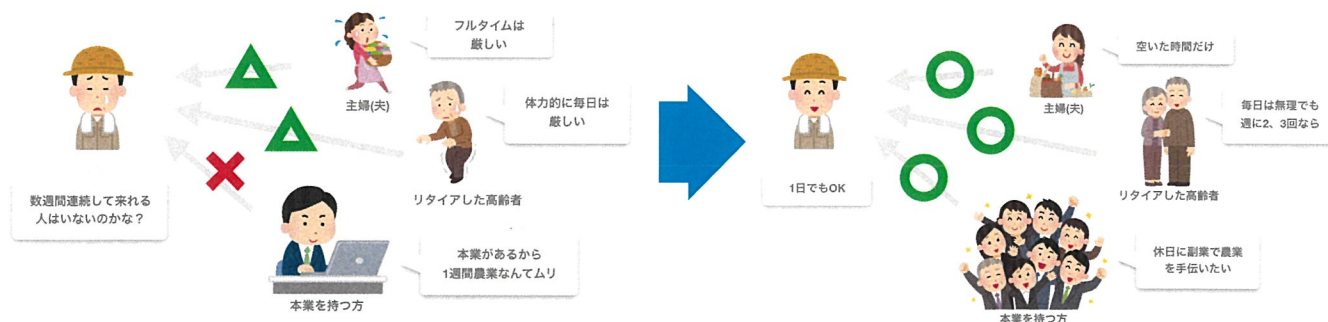 フルタイムは
厳しい
主婦(夫)
体力的に毎日は
厳しい
リタイアした高齢者
数週間連続して来れる
人はいないのかな？
本業があるから
1週間農業なんてムリ
本業を持つ方
空いた時間だけ
主婦(夫)
毎日は無理でも
週に2、3回なら
リタイアした高齢者
1日でもOK
休日に副業で農業
を手伝いたい
本業を持つ方